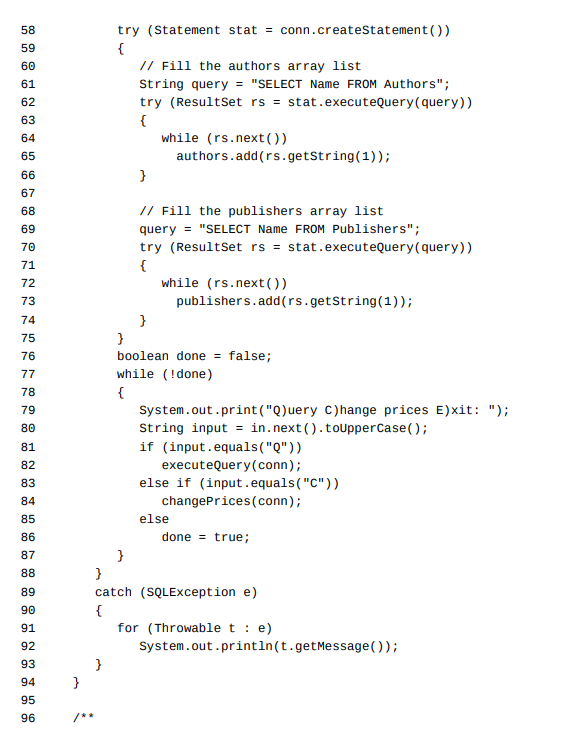 58            try (Statement stat = conn.createStatement())
59            {
60               // Fill the authors array list
61               String query = "SELECT Name FROM Authors";
62               try (ResultSet rs = stat.executeQuery(query))
63               {
64                  while (rs.next())
65                    authors.add(rs.getString(1));
66               }
67
68               // Fill the publishers array list
69               query = "SELECT Name FROM Publishers";
70               try (ResultSet rs = stat.executeQuery(query))
71               {
72                  while (rs.next())
73                    publishers.add(rs.getString(1));
74               }
75            }
76            boolean done = false;
77            while (!done)
78            {
79               System.out.print("Q)uery C)hange prices E)xit: ");
80               String input = in.next().toUpperCase();
81               if (input.equals("Q"))
82                  executeQuery(conn);
83               else if (input.equals("C"))
84                  changePrices(conn);
85               else
86                  done = true;
87            }
88         }
89         catch (SQLException e)
90         {
91            for (Throwable t : e)
92               System.out.println(t.getMessage());
93         }
94      }
95
96      /**